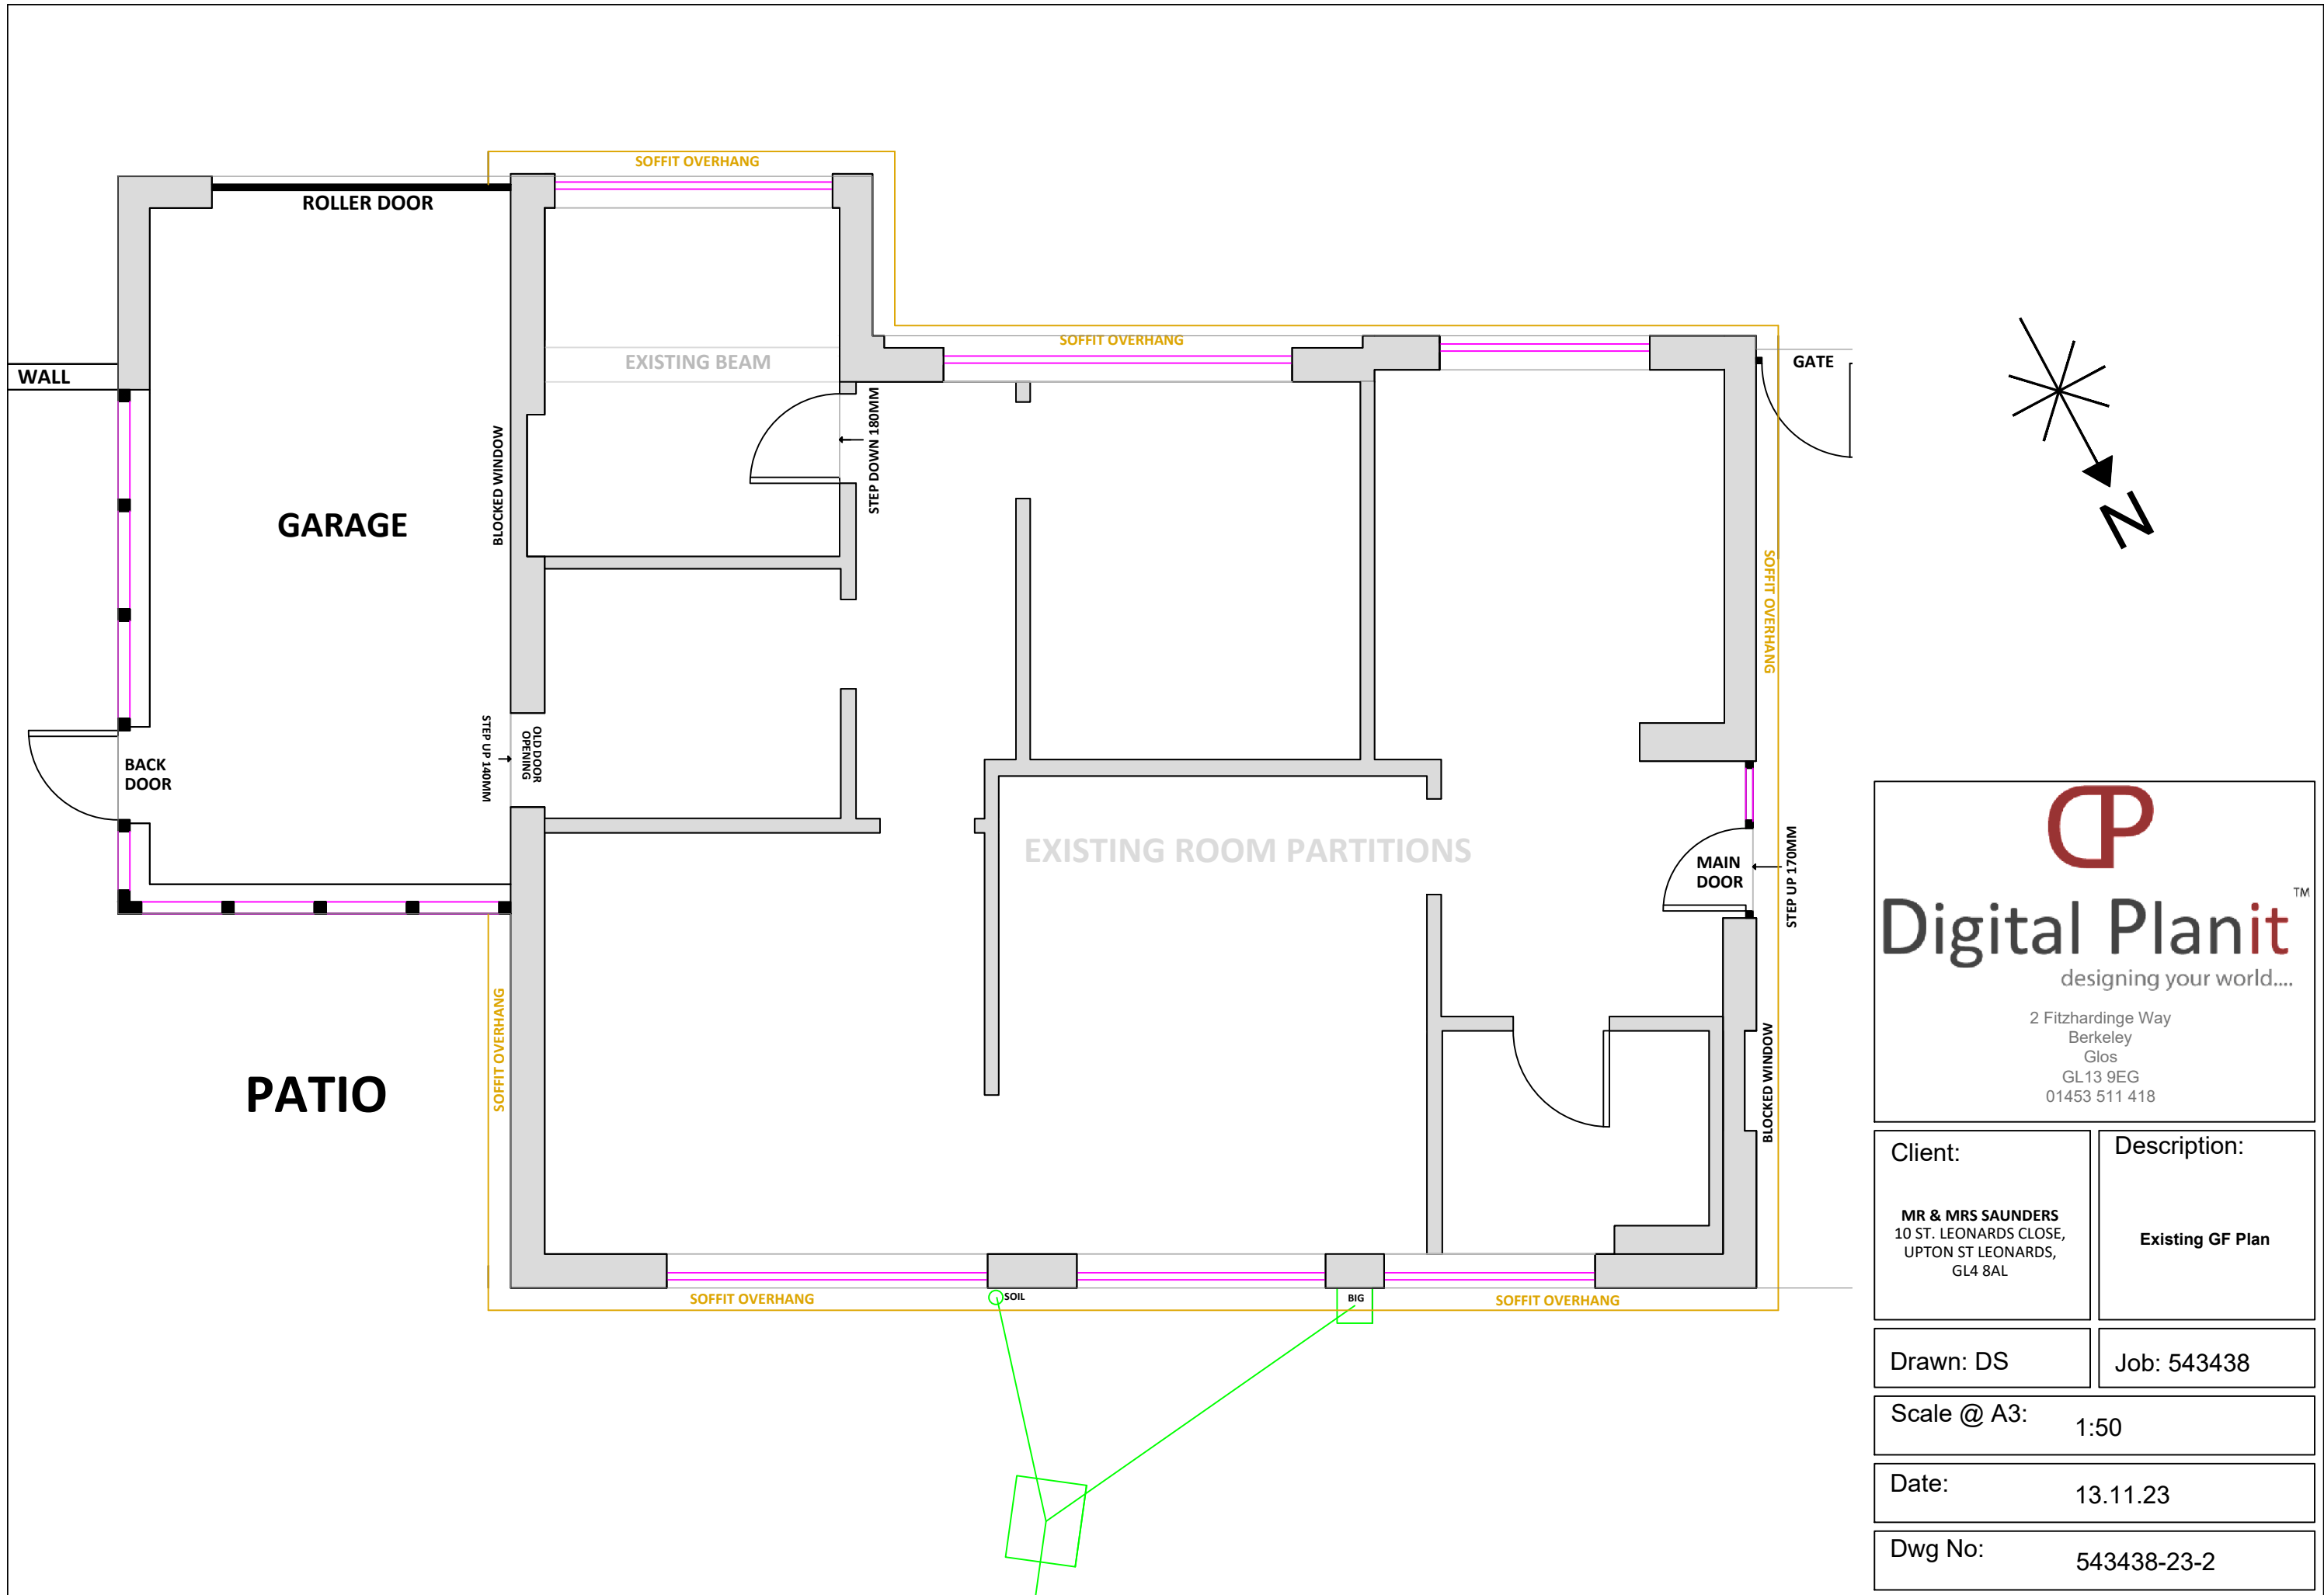 SOFFIT OVERHANG
ROLLER DOOR
SOFFIT OVERHANG
EXISTING BEAM
GATE
WALL
STEP DOWN 180MM
BLOCKED WINDOW
GARAGE
N
SOFFIT OVERHANG
STEP UP 140MM
OLD DOOR
OPENING
BACK
DOOR
EXISTING ROOM PARTITIONS
MAIN
DOOR
STEP UP 170MM
SOFFIT OVERHANG
PATIO
BLOCKED WINDOW
SOFFIT OVERHANG
SOIL
BIG
SOFFIT OVERHANG
DP
Digital Planit TM
designing your world....
2 Fitzhardinge Way
Berkeley
Glos
GL13 9EG
01453 511 418
Client:
MR & MRS SAUNDERS
10 ST. LEONARDS CLOSE,
UPTON ST LEONARDS,
GL4 8AL
Description:
Existing GF Plan
Drawn: DS
Job: 543438
Scale @ A3: 1:50
Date: 13.11.23
Dwg No: 543438-23-2